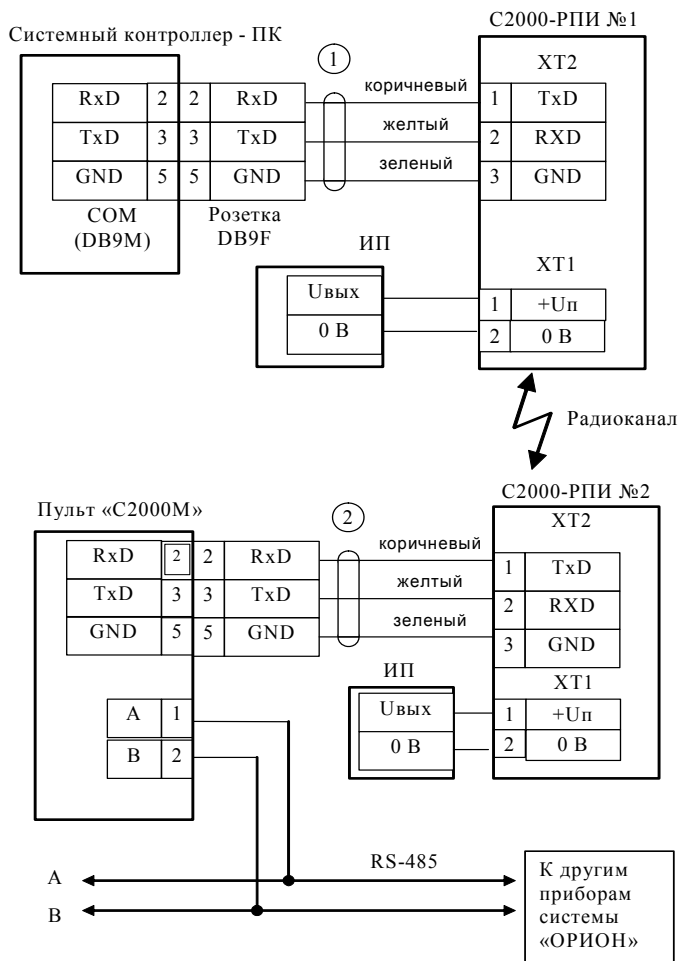 С2000-РПИ №1
Системный контроллер - ПК
1
XT2
коричневый
RxD 2 2 RxD
1 TxD
желтый
TxD 3 3 TxD
2 RXD
зеленый
GND 5 5 GND
3 GND
COM
(DB9M)
Розетка
DB9F
ИП
XT1
Uвых
1 +Uп
0 В
2 0 В
Радиоканал
С2000-РПИ №2
Пульт «С2000М»
2
XT2
коричневый
RxD 2 2 RxD
1 TxD
желтый
TxD 3 3 TxD
2 RXD
зеленый
GND 5 5 GND
3 GND
ИП
XT1
A 1
Uвых
1 +Uп
B 2
0 В
2 0 В
RS-485
A
B
К другим
приборам
системы
«ОРИОН»